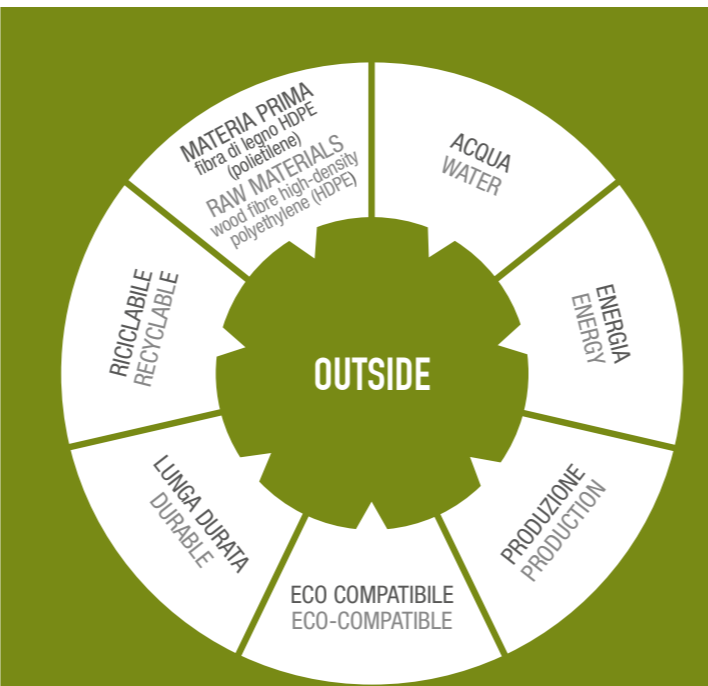 MATERIA PRIMA
fibra di legno HDPE
(polietilene)
RAW MATERIALS
wood fibre high-density
polyethylene (HDPE)
ACQUA
WATER
ENERGIA
ENERGY
PRODUZIONE
PRODUCTION
ECO COMPATIBILE
ECO-COMPATIBLE
LUNGA DURATA
DURABLE
RICICLABILE
RECYCLABLE
OUTSIDE